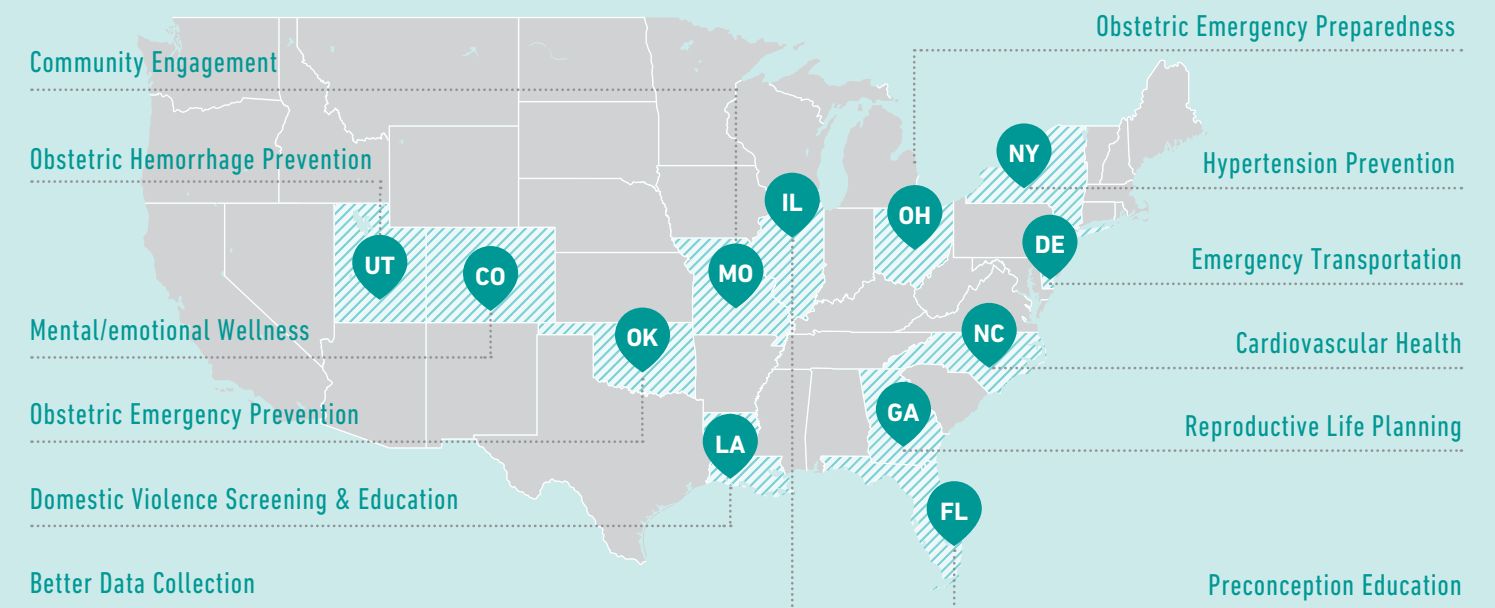 Obstetric Emergency Preparedness
Community Engagement
NY
Obstetric Hemorrhage Prevention
Hypertension Prevention
IL
OH
DE
UT
CO
MO
Emergency Transportation
Mental/emotional Wellness
OK
NC
Cardiovascular Health
Obstetric Emergency Prevention
GA
Reproductive Life Planning
LA
Domestic Violence Screening & Education
FL
Better Data Collection
Preconception Education